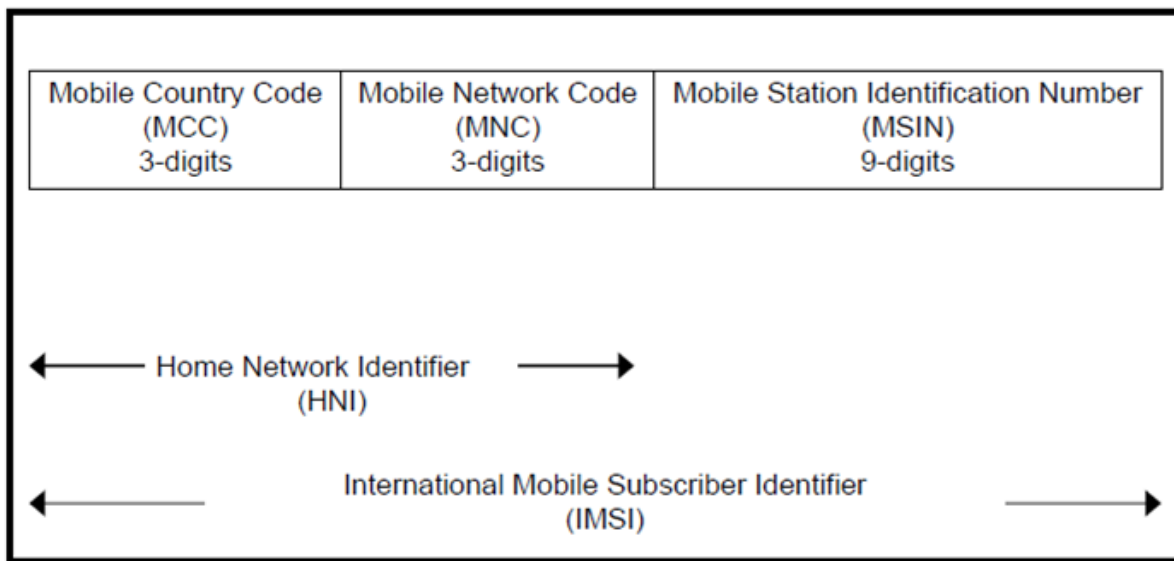 Mobile Country Code
(MCC)
3-digits
Mobile Network Code
(MNC)
3-digits
Mobile Station Identification Number
(MSIN)
9-digits
Home Network Identifier
(HNI)
International Mobile Subscriber Identifier
(IMSI)